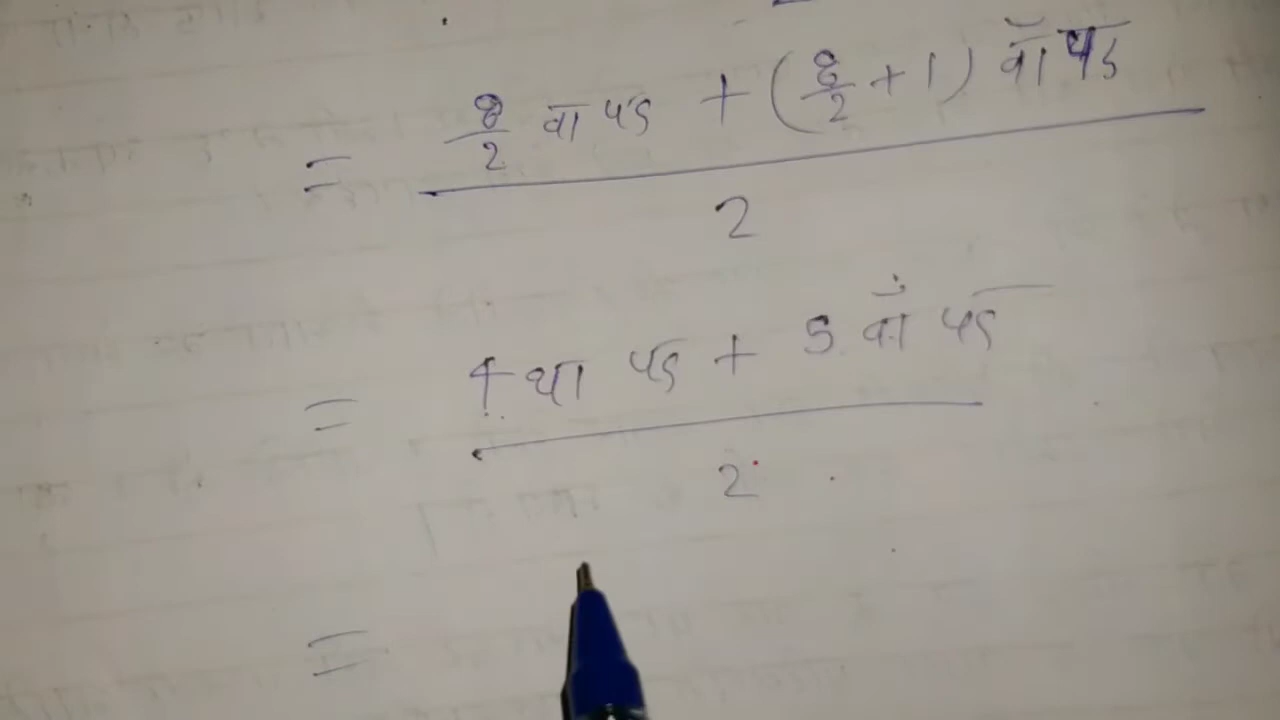 = 8/2 वा पद + (8/2 + 1) वाँ पद
2
= 4 था पद + 5 वाँ पद
2
=